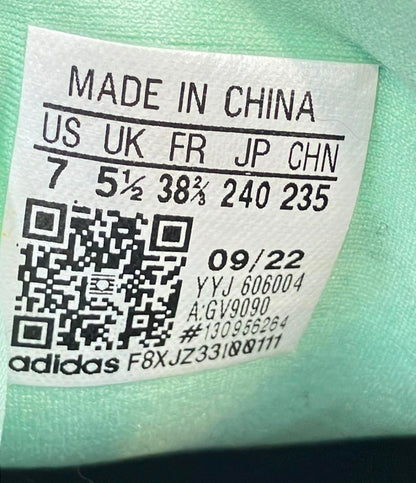 MADE IN CHINA
US UK FR JP CHN
7 5½ 38⅔ 240 235
09/22
YYJ 606004
A:GV9090
#130956264
adidas F8XJZ33I00111